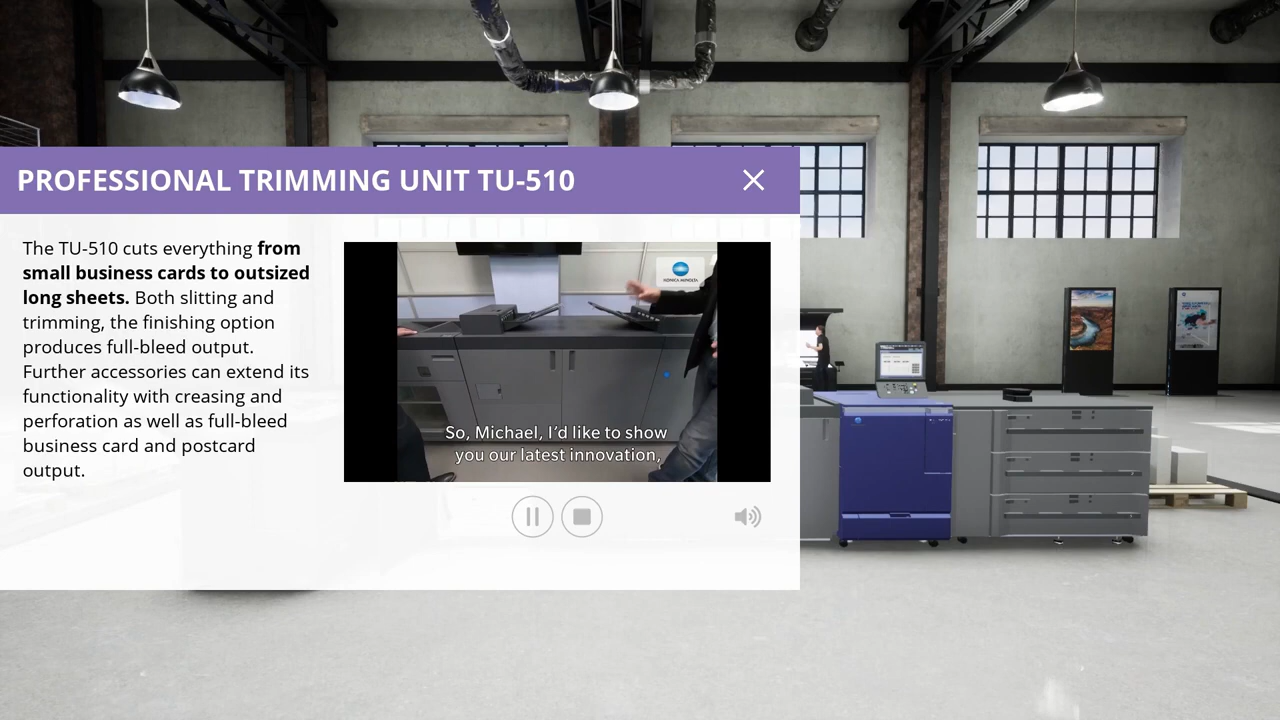 PROFESSIONAL TRIMMING UNIT TU-510
The TU-510 cuts everything from
small business cards to outsized
long sheets. Both slitting and
trimming, the finishing option
produces full-bleed output.
Further accessories can extend its
functionality with creasing and
perforation as well as full-bleed
business card and postcard
output.
KONICA MINOLTA
So, Michael, I'd like to show
you our latest innovation,